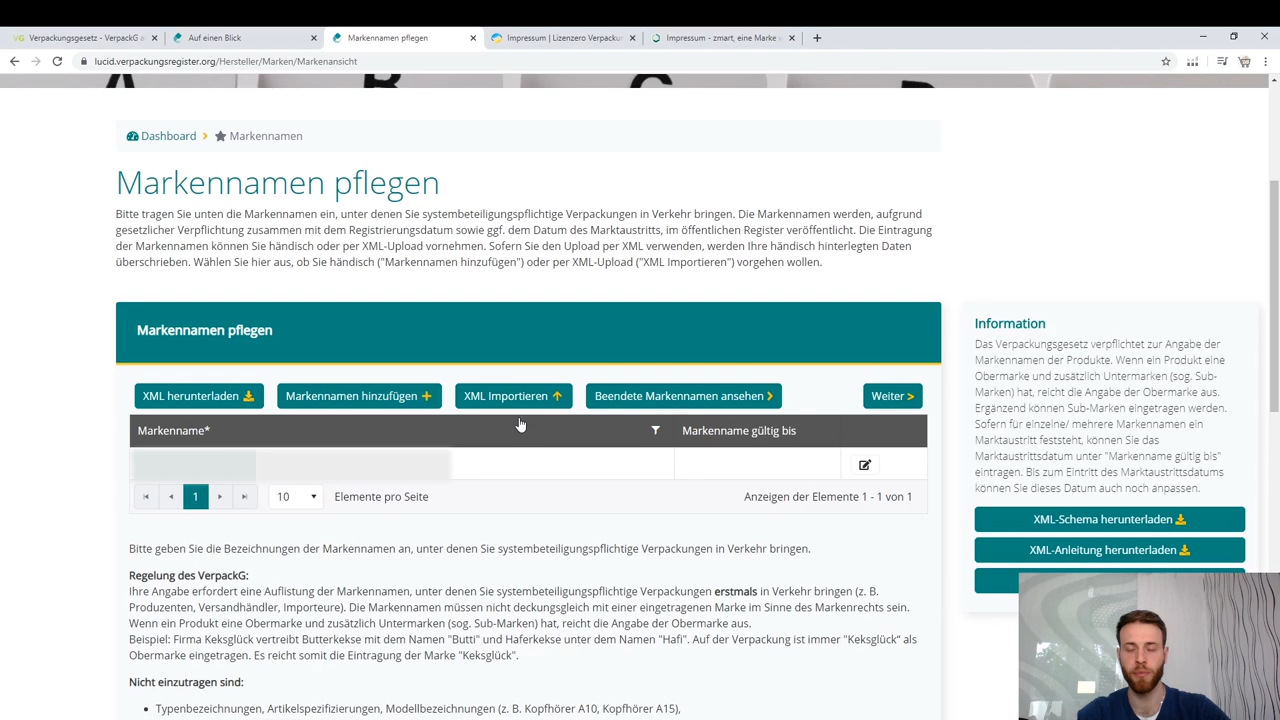 Verpackungsgesetz - VerpackG
Auf einen Blick
Markennamen pflegen
Impressum | Lizenzero Verpacku
Impressum - zmart, eine Marke
lucid.verpackungsregister.org/Hersteller/Marken/Markenansicht
Dashboard > Markennamen
Markennamen pflegen
Bitte tragen Sie unten die Markennamen ein, unter denen Sie systembeteiligungspflichtige Verpackungen in Verkehr bringen. Die Markennamen werden, aufgrund
gesetzlicher Verpflichtung zusammen mit dem Registrierungsdatum sowie ggf. dem Datum des Marktaustritts, im öffentlichen Register veröffentlicht. Die Eintragung
der Markennamen können Sie händisch oder per XML-Upload vornehmen. Sofern Sie den Upload per XML verwenden, werden Ihre händisch hinterlegten Daten
überschrieben. Wählen Sie hier aus, ob Sie händisch ("Markennamen hinzufügen") oder per XML-Upload ("XML Importieren") vorgehen wollen.
Markennamen pflegen
XML herunterladen
Markennamen hinzufügen +
XML Importieren
Beendete Markennamen ansehen >
Weiter >
Markenname*
Markenname gültig bis
1
10
Elemente pro Seite
Anzeigen der Elemente 1 - 1 von 1
Bitte geben Sie die Bezeichnungen der Markennamen an, unter denen Sie systembeteiligungspflichtige Verpackungen in Verkehr bringen.
Regelung des VerpackG:
Ihre Angabe erfordert eine Auflistung der Markennamen, unter denen Sie systembeteiligungspflichtige Verpackungen erstmals in Verkehr bringen (z. B.
Produzenten, Versandhändler, Importeure). Die Markennamen müssen nicht deckungsgleich mit einer eingetragenen Marke im Sinne des Markenrechts sein.
Wenn ein Produkt eine Obermarke und zusätzlich Untermarken (sog. Sub-Marken) hat, reicht die Angabe der Obermarke aus.
Beispiel: Firma Keksglück vertreibt Butterkekse mit dem Namen "Butti" und Haferkekse unter dem Namen "Hafi". Auf der Verpackung ist immer "Keksglück" als
Obermarke eingetragen. Es reicht somit die Eintragung der Marke "Keksglück".
Nicht einzutragen sind:
• Typenbezeichnungen, Artikelspezifizierungen, Modellbezeichnungen (z. B. Kopfhörer A10, Kopfhörer A15),
Information
Das Verpackungsgesetz verpflichtet zur Angabe der
Markennamen der Produkte. Wenn ein Produkt eine
Obermarke und zusätzlich Untermarken (sog. Sub-
Marken) hat, reicht die Angabe der Obermarke aus.
Ergänzend können Sub-Marken eingetragen werden.
Sofern für einzelne/ mehrere Markennamen ein
Marktaustritt feststeht, können Sie das
Marktaustrittsdatum unter "Markenname gültig bis"
eintragen. Bis zum Eintritt des Marktaustrittsdatums
können Sie dieses Datum auch noch anpassen.
XML-Schema herunterladen
XML-Anleitung herunterladen